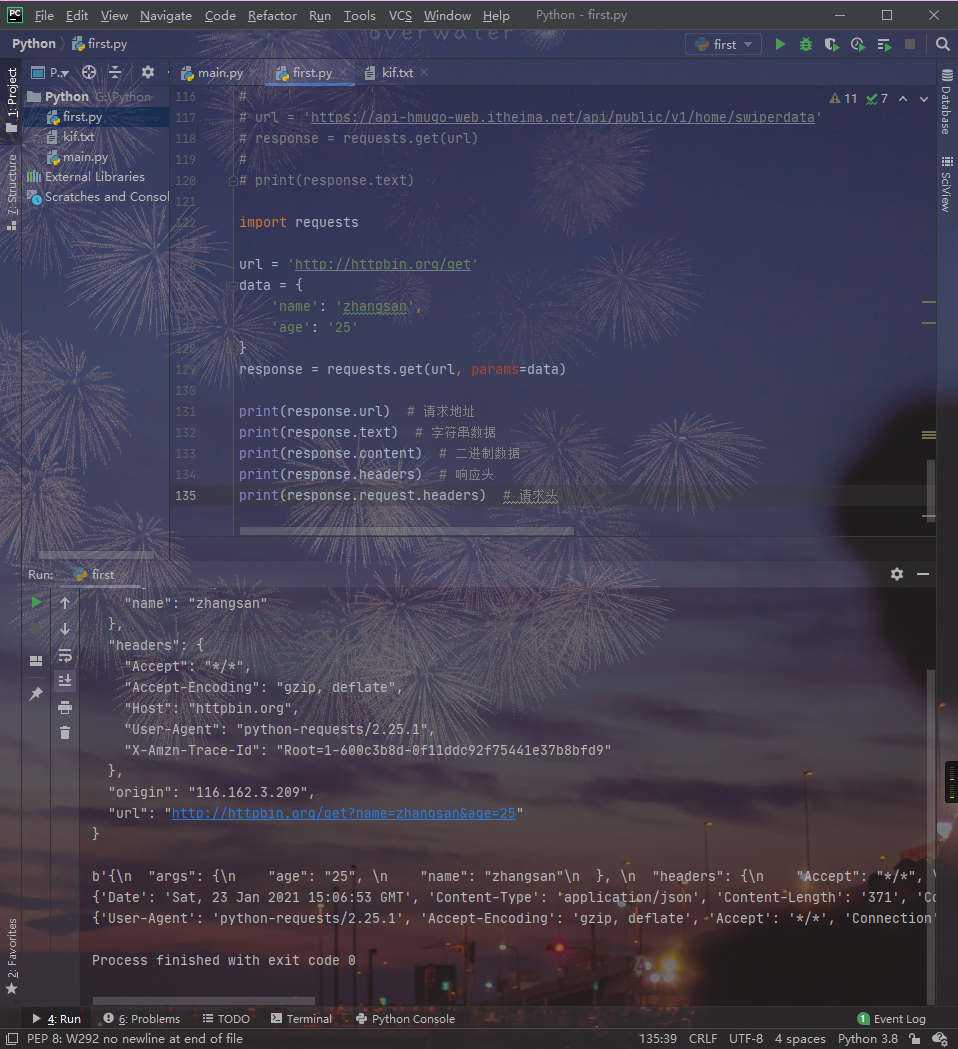 File Edit View Navigate Code Refactor Run Tools VCS Window Help Python - first.py
overwater
Python first.py first
1: Project
P..
main.py first.py kif.txt
Python G:\Python
first.py
kif.txt
main.py
External Libraries
Scratches and Consol
7: Structure
2: Favorites
11 7
Database
SciView
116 #
117 # url = 'https://api-hmugo-web.itheima.net/api/public/v1/home/swiperdata'
118 # response = requests.get(url)
119 #
120 # print(response.text)
121
122 import requests
123
124 url = 'http://httpbin.org/get'
125 data = {
126 'name': 'zhangsan',
127 'age': '25'
128 }
129 response = requests.get(url, params=data)
130
131 print(response.url) # 请求地址
132 print(response.text) # 字符串数据
133 print(response.content) # 二进制数据
134 print(response.headers) # 响应头
135 print(response.request.headers) # 请求头
Run: first
"name": "zhangsan"
},
"headers": {
"Accept": "*/*",
"Accept-Encoding": "gzip, deflate",
"Host": "httpbin.org",
"User-Agent": "python-requests/2.25.1",
"X-Amzn-Trace-Id": "Root=1-600c3b8d-0f11ddc92f75441e37b8bfd9"
},
"origin": "116.162.3.209",
"url": "http://httpbin.org/get?name=zhangsan&age=25"
}
b'{\n  "args": {\n    "age": "25", \n    "name": "zhangsan"\n  }, \n  "headers": {\n    "Accept": "*/*", \
{'Date': 'Sat, 23 Jan 2021 15:06:53 GMT', 'Content-Type': 'application/json', 'Content-Length': '371', 'Co
{'User-Agent': 'python-requests/2.25.1', 'Accept-Encoding': 'gzip, deflate', 'Accept': '*/*', 'Connection'
Process finished with exit code 0
4: Run 6: Problems TODO Terminal Python Console 1 Event Log
PEP 8: W292 no newline at end of file 135:39 CRLF UTF-8 4 spaces Python 3.8